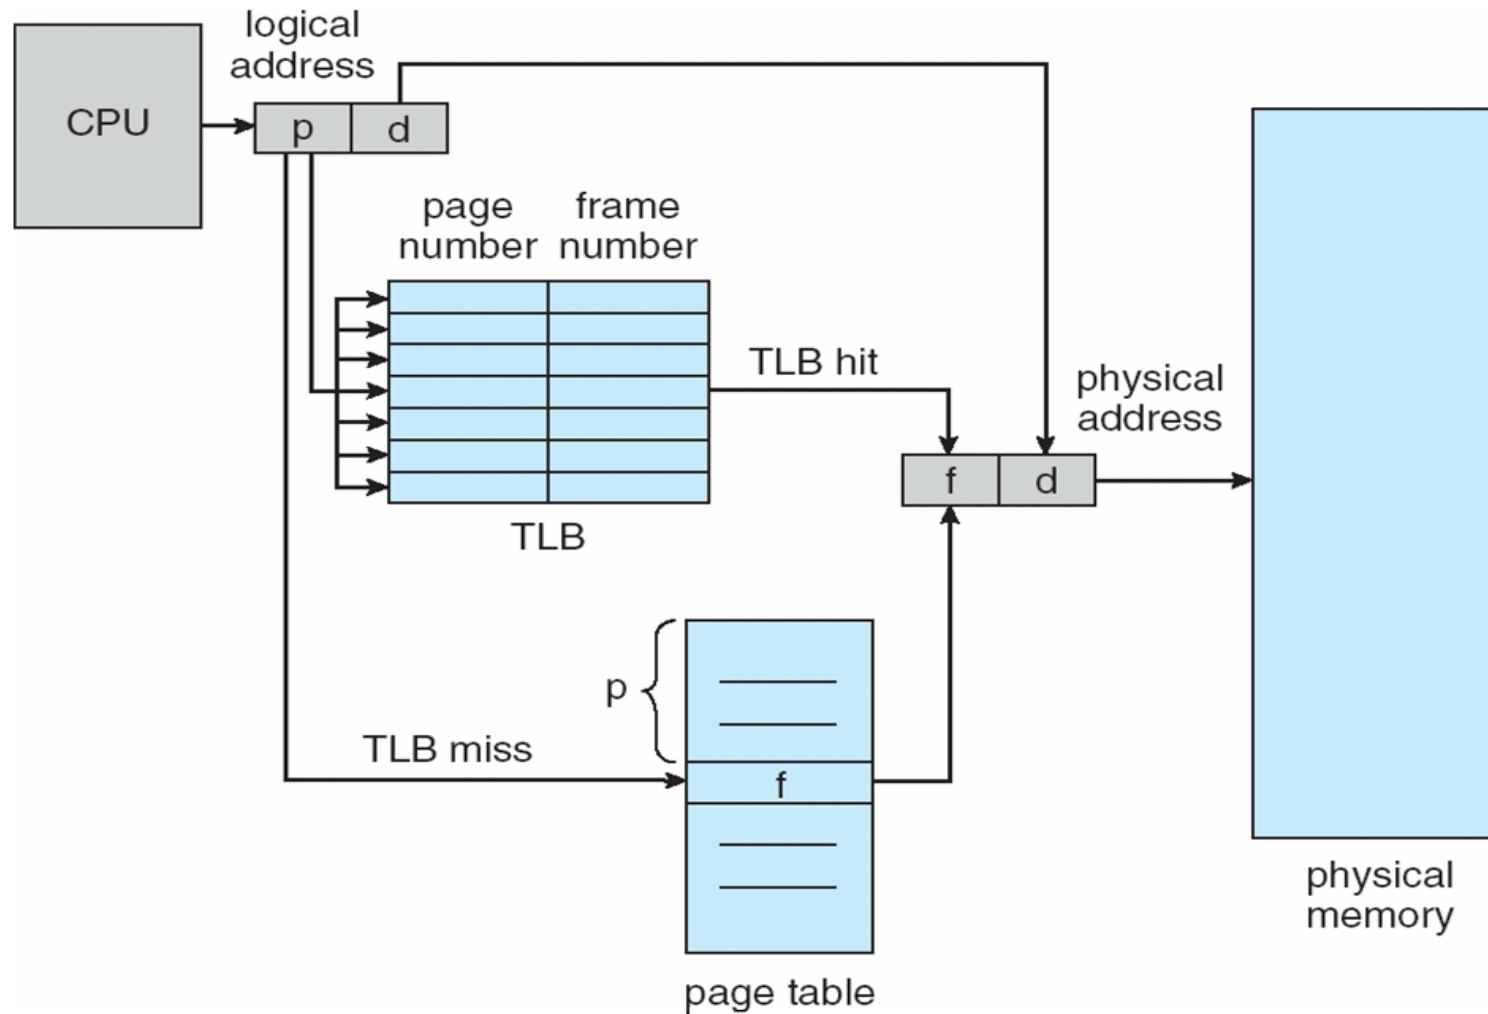 logical
address
CPU
p
d
page
number
frame
number
TLB hit
TLB
physical
address
f
d
p
TLB miss
f
page table
physical
memory